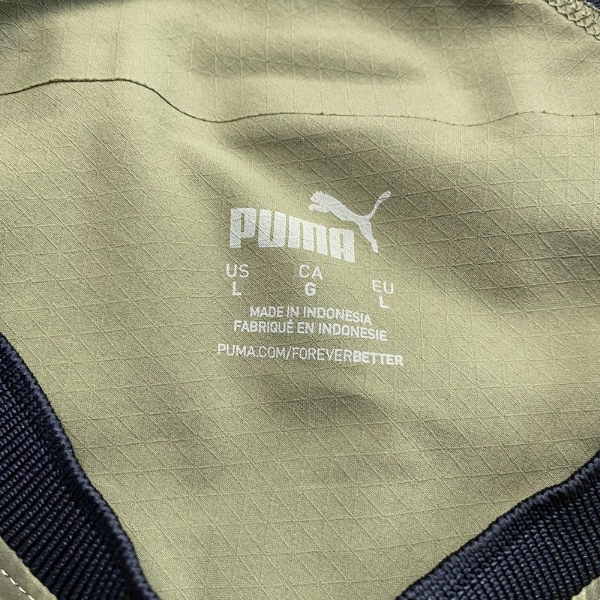 PUMA
US CA EU
L G L
MADE IN INDONESIA
FABRIQUÉ EN INDONESIE
PUMA.COM/FOREVERBETTER